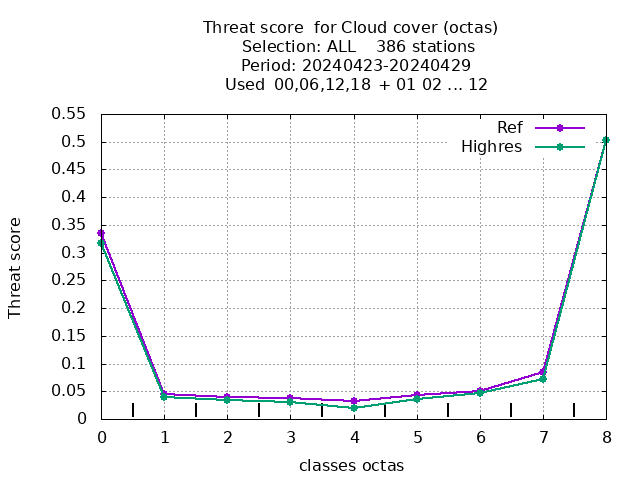 Threat score  for Cloud cover (octas)
Selection: ALL    386 stations
Period: 20240423-20240429
Used  00,06,12,18 + 01 02 ... 12
Ref
Highres
Threat score
0.55
0.5
0.45
0.4
0.35
0.3
0.25
0.2
0.15
0.1
0.05
0
0 1 2 3 4 5 6 7 8
classes octas